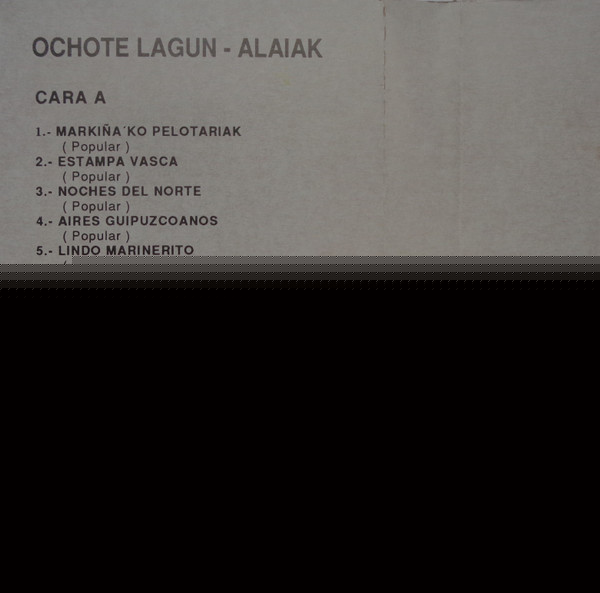 OCHOTE LAGUN - ALAIAK
CARA A
1.- MARKIÑA´KO PELOTARIAK
( Popular )
2.- ESTAMPA VASCA
( Popular )
3.- NOCHES DEL NORTE
( Popular )
4.- AIRES GUIPUZCOANOS
( Popular )
5.- LINDO MARINERITO